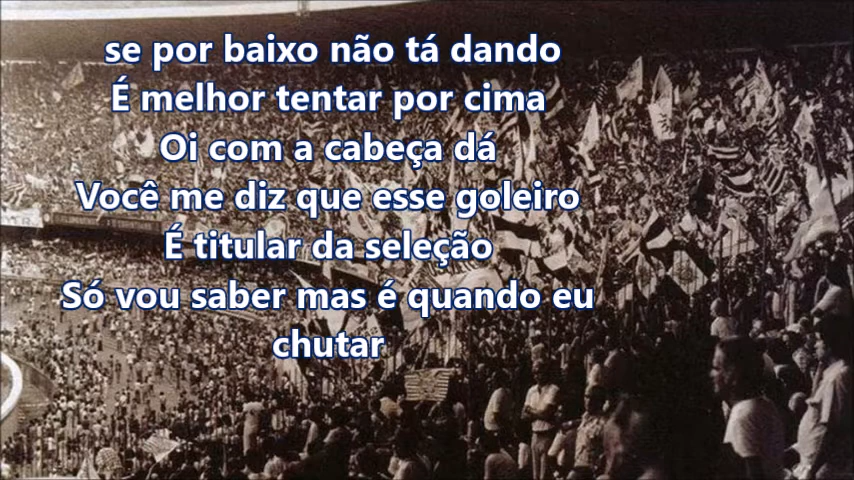 se por baixo não tá dando
É melhor tentar por cima
Oi com a cabeça dá
Você me diz que esse goleiro
É titular da seleção
Só vou saber mas é quando eu
chutar